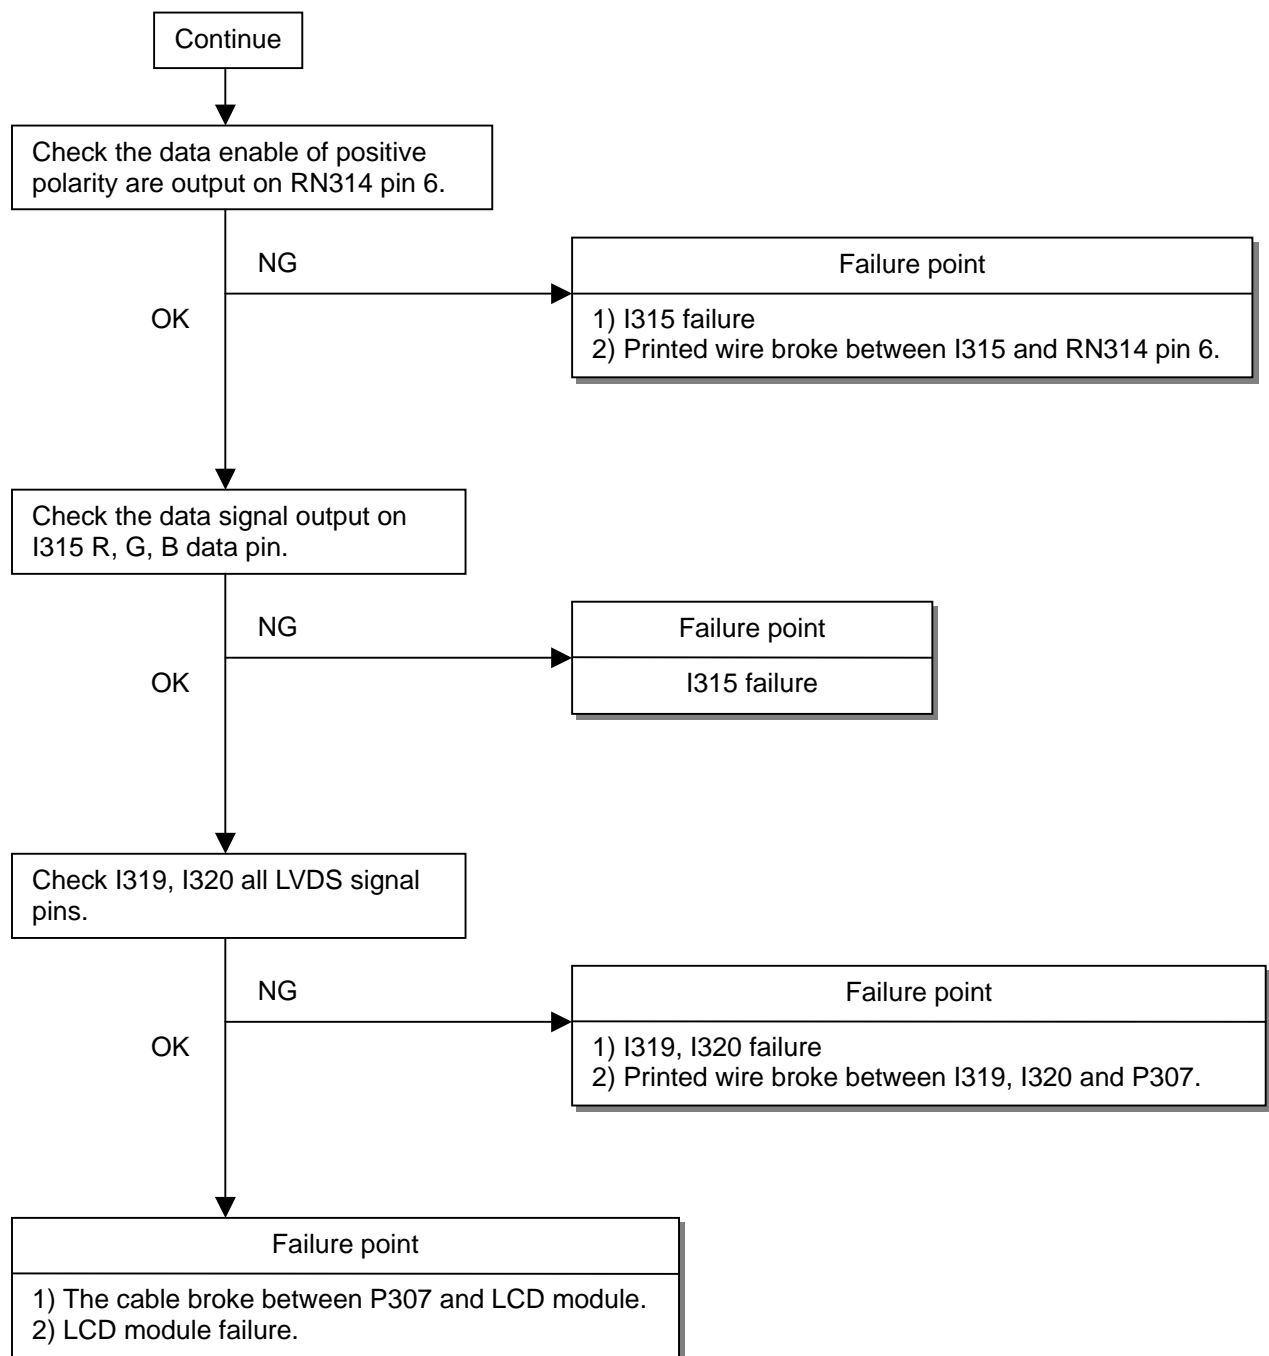 Continue
Check the data enable of positive
polarity are output on RN314 pin 6.
NG
OK
Failure point
1) I315 failure
2) Printed wire broke between I315 and RN314 pin 6.
Check the data signal output on
I315 R, G, B data pin.
NG
OK
Failure point
I315 failure
Check I319, I320 all LVDS signal
pins.
NG
OK
Failure point
1) I319, I320 failure
2) Printed wire broke between I319, I320 and P307.
Failure point
1) The cable broke between P307 and LCD module.
2) LCD module failure.